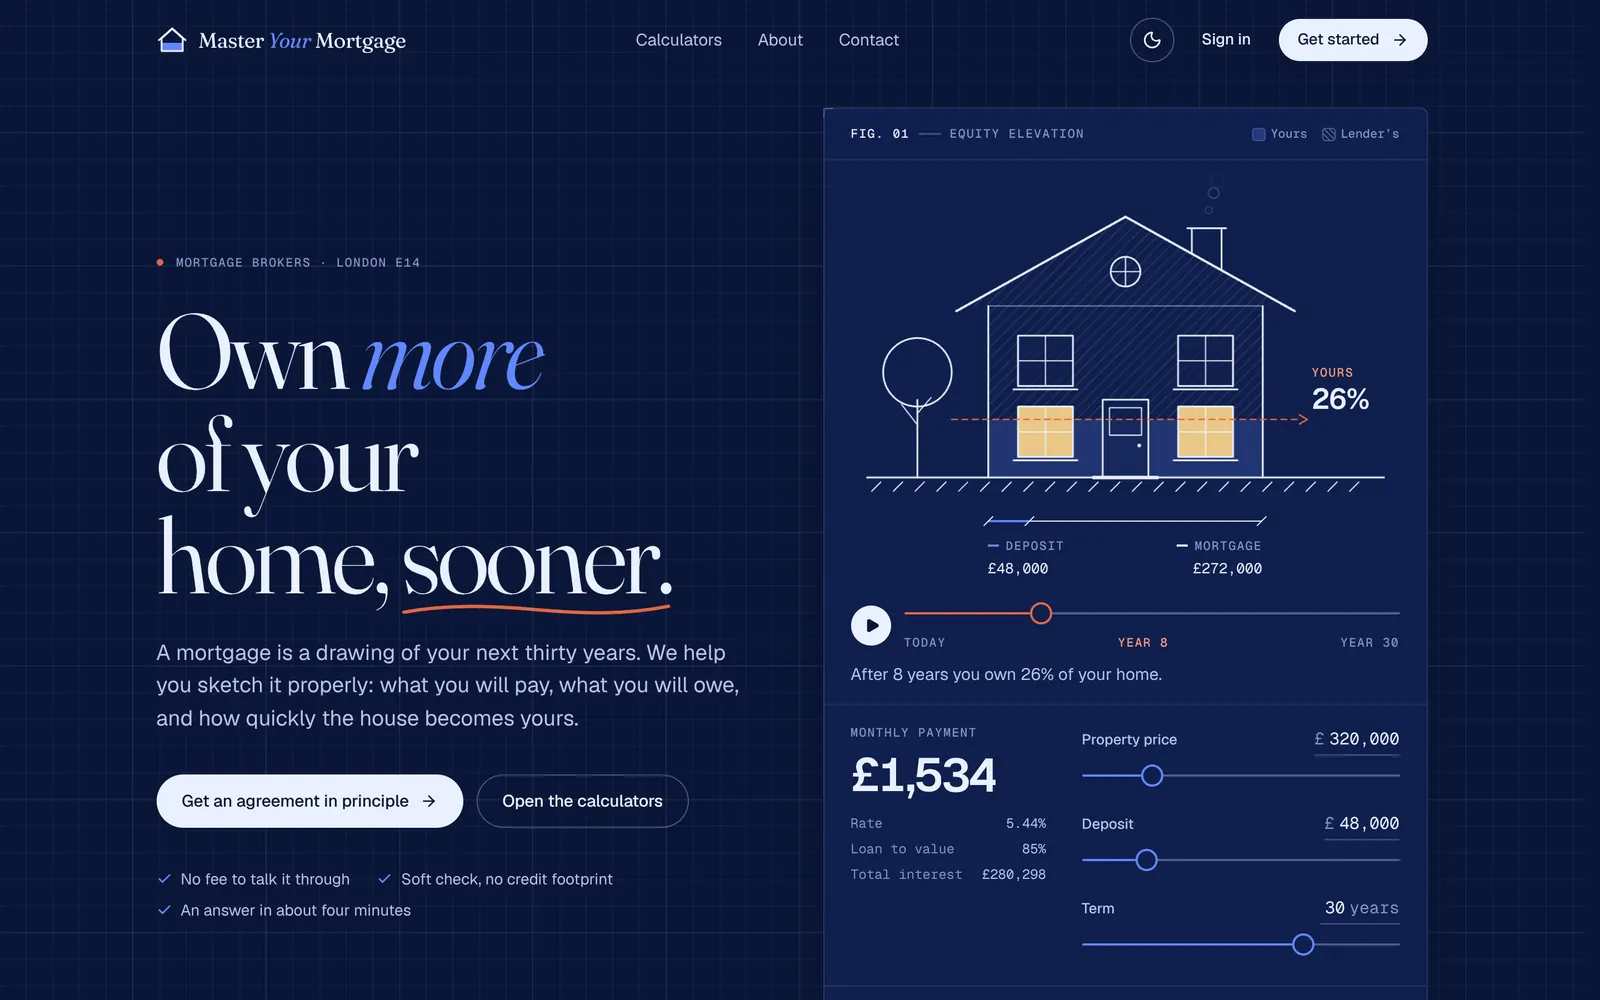 Master Your Mortgage
Calculators
About
Contact
Sign in
Get started
MORTGAGE BROKERS · LONDON E14
Own more
of your
home, sooner.
A mortgage is a drawing of your next thirty years. We help
you sketch it properly: what you will pay, what you will owe,
and how quickly the house becomes yours.
Get an agreement in principle
Open the calculators
No fee to talk it through
Soft check, no credit footprint
An answer in about four minutes
FIG. 01 EQUITY ELEVATION
Yours
Lender's
YOURS
26%
DEPOSIT
£48,000
MORTGAGE
£272,000
TODAY
YEAR 8
YEAR 30
After 8 years you own 26% of your home.
MONTHLY PAYMENT
£1,534
Rate 5.44%
Loan to value 85%
Total interest £280,298
Property price £ 320,000
Deposit £ 48,000
Term 30 years